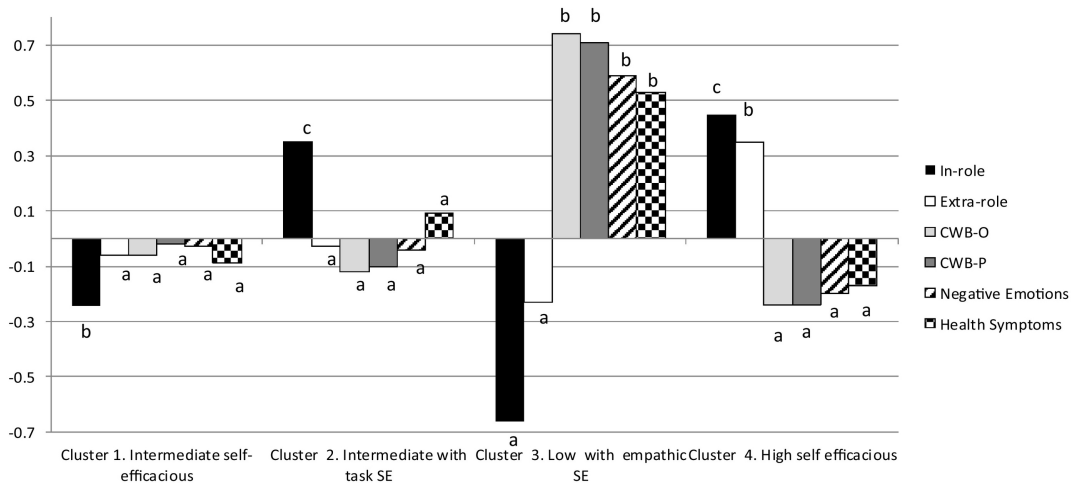 b b
0.7
b
b
c
b
0.5
c
0.3
a
0.1
-0.1
a a a a a
a a a a
a
a a a a
-0.3
b
-0.5
-0.7
a
In-role
Extra-role
CWB-O
CWB-P
Negative Emotions
Health Symptoms
Cluster 1. Intermediate self-
efficacious
Cluster 2. Intermediate with
task SE
Cluster 3. Low with empathic
SE
Cluster 4. High self efficacious